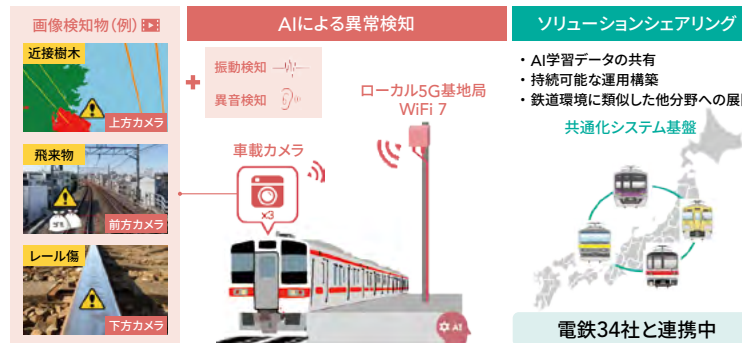 画像検知物(例)
近接樹木
上方カメラ
飛来物
前方カメラ
レール傷
下方カメラ
AIによる異常検知
振動検知
異音検知
車載カメラ
x3
ローカル5G基地局
WiFi 7
AI
ソリューションシェアリング
・AI学習データの共有
・持続可能な運用構築
・鉄道環境に類似した他分野への展
共通化システム基盤
電鉄34社と連携中